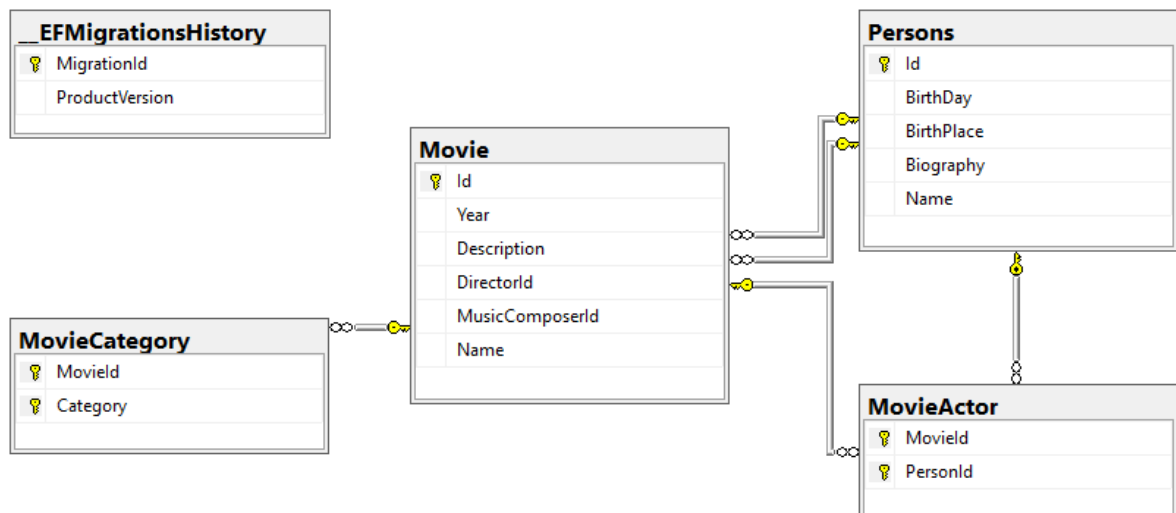 __EFMigrationsHistory
MigrationId
ProductVersion
Movie
Id
Year
Description
DirectorId
MusicComposerId
Name
Persons
Id
BirthDay
BirthPlace
Biography
Name
MovieCategory
MovieId
Category
MovieActor
MovieId
PersonId